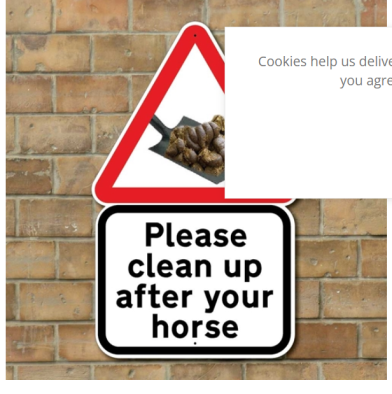 Cookies help us delive
you agre
Please
clean up
after your
horse